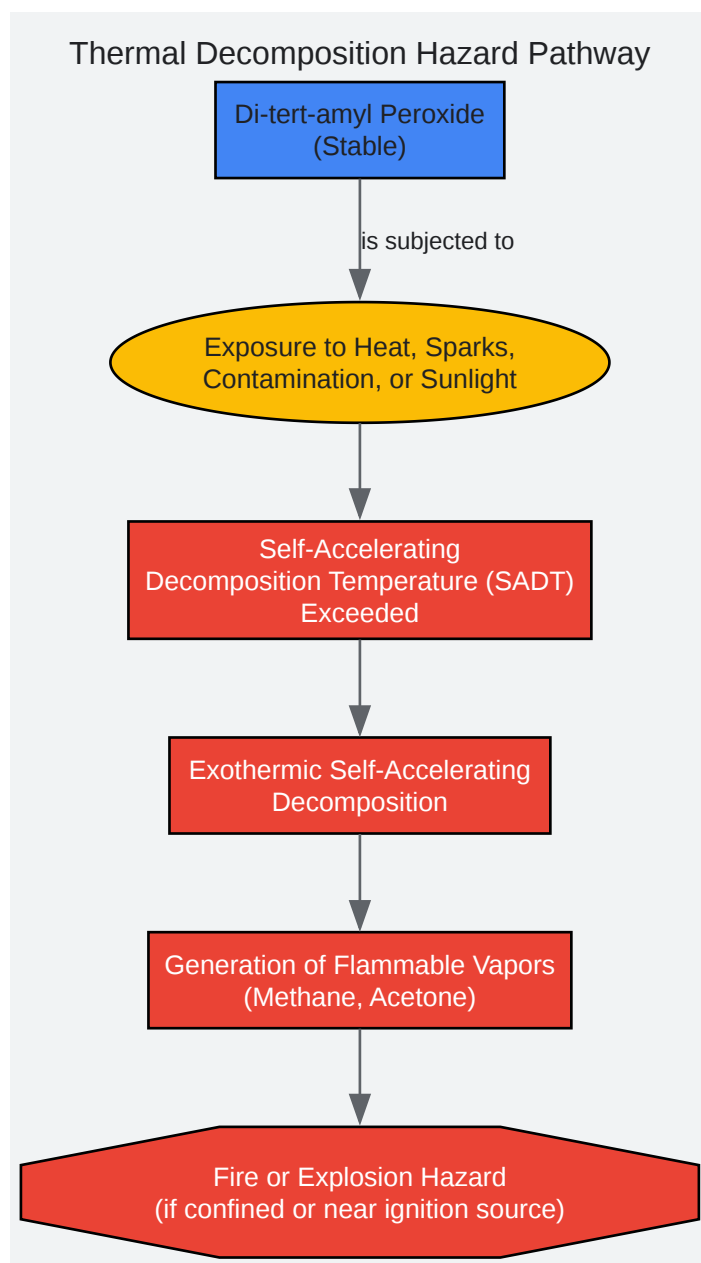 Thermal Decomposition Hazard Pathway
Di-tert-amyl Peroxide
(Stable)
is subjected to
Exposure to Heat, Sparks,
Contamination, or Sunlight
Self-Accelerating
Decomposition Temperature (SADT)
Exceeded
Exothermic Self-Accelerating
Decomposition
Generation of Flammable Vapors
(Methane, Acetone)
Fire or Explosion Hazard
(if confined or near ignition source)